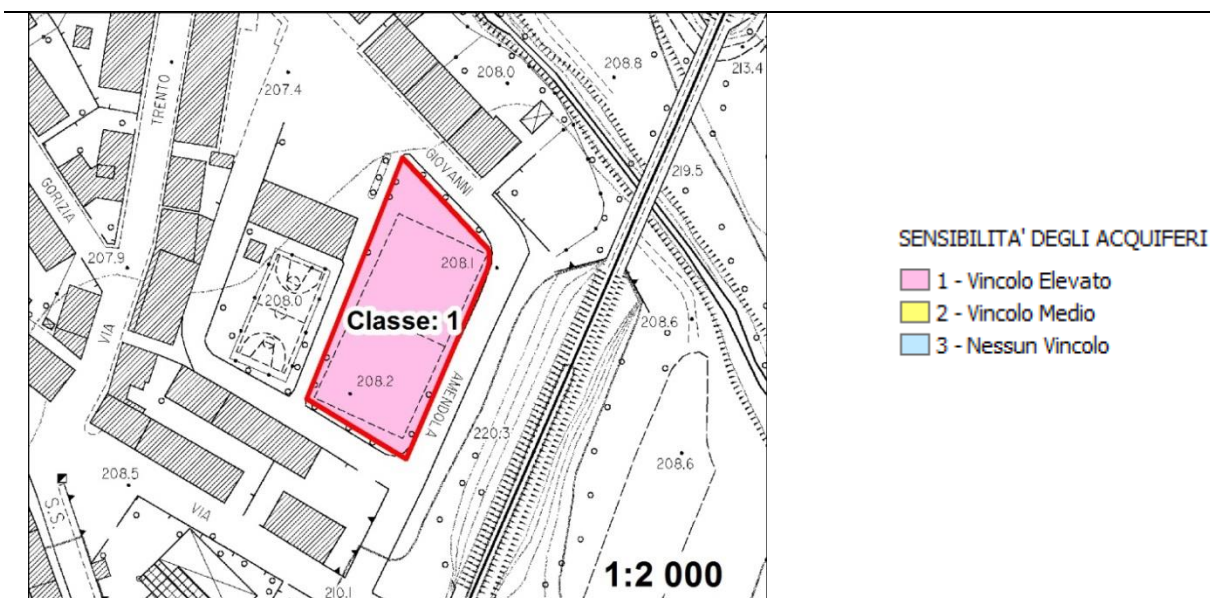 208.0
208.8
213.4
207.4
TRENTO
GIOVANNI
219.5
GORIZIA
207.9
208.1
208.0
Classe: 1
208.6
VIA
208.2
AMENDOLA
220.3
208.6
208.5
S.S.
VIA
210.1
1:2 000
SENSIBILITA' DEGLI ACQUIFERI
1 - Vincolo Elevato
2 - Vincolo Medio
3 - Nessun Vincolo